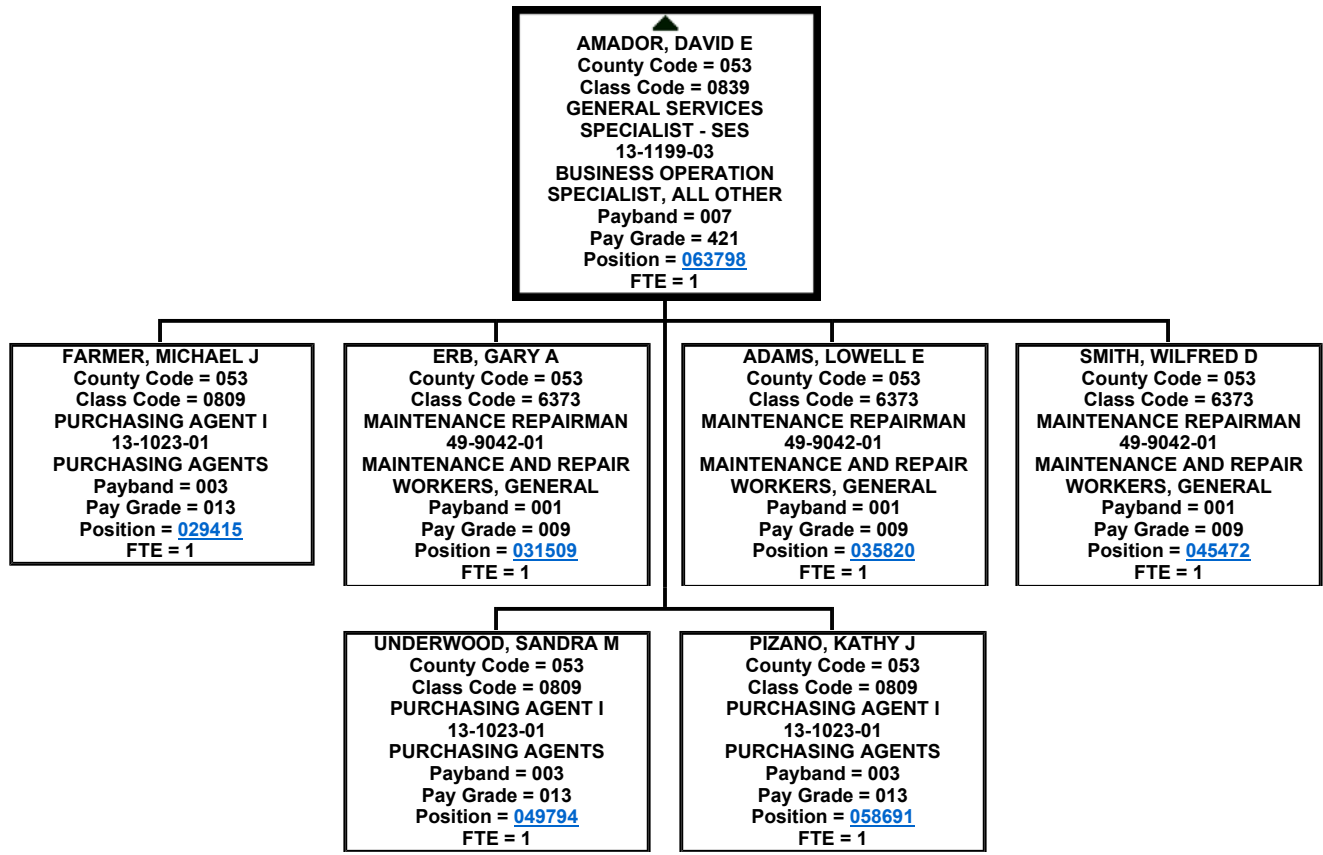 AMADOR, DAVID E
County Code = 053
Class Code = 0839
GENERAL SERVICES
SPECIALIST - SES
13-1199-03
BUSINESS OPERATION
SPECIALIST, ALL OTHER
Payband = 007
Pay Grade = 421
Position = 063798
FTE = 1
FARMER, MICHAEL J
County Code = 053
Class Code = 0809
PURCHASING AGENT I
13-1023-01
PURCHASING AGENTS
Payband = 003
Pay Grade = 013
Position = 029415
FTE = 1
ERB, GARY A
County Code = 053
Class Code = 6373
MAINTENANCE REPAIRMAN
49-9042-01
MAINTENANCE AND REPAIR
WORKERS, GENERAL
Payband = 001
Pay Grade = 009
Position = 031509
FTE = 1
ADAMS, LOWELL E
County Code = 053
Class Code = 6373
MAINTENANCE REPAIRMAN
49-9042-01
MAINTENANCE AND REPAIR
WORKERS, GENERAL
Payband = 001
Pay Grade = 009
Position = 035820
FTE = 1
SMITH, WILFRED D
County Code = 053
Class Code = 6373
MAINTENANCE REPAIRMAN
49-9042-01
MAINTENANCE AND REPAIR
WORKERS, GENERAL
Payband = 001
Pay Grade = 009
Position = 045472
FTE = 1
UNDERWOOD, SANDRA M
County Code = 053
Class Code = 0809
PURCHASING AGENT I
13-1023-01
PURCHASING AGENTS
Payband = 003
Pay Grade = 013
Position = 049794
FTE = 1
PIZANO, KATHY J
County Code = 053
Class Code = 0809
PURCHASING AGENT I
13-1023-01
PURCHASING AGENTS
Payband = 003
Pay Grade = 013
Position = 058691
FTE = 1